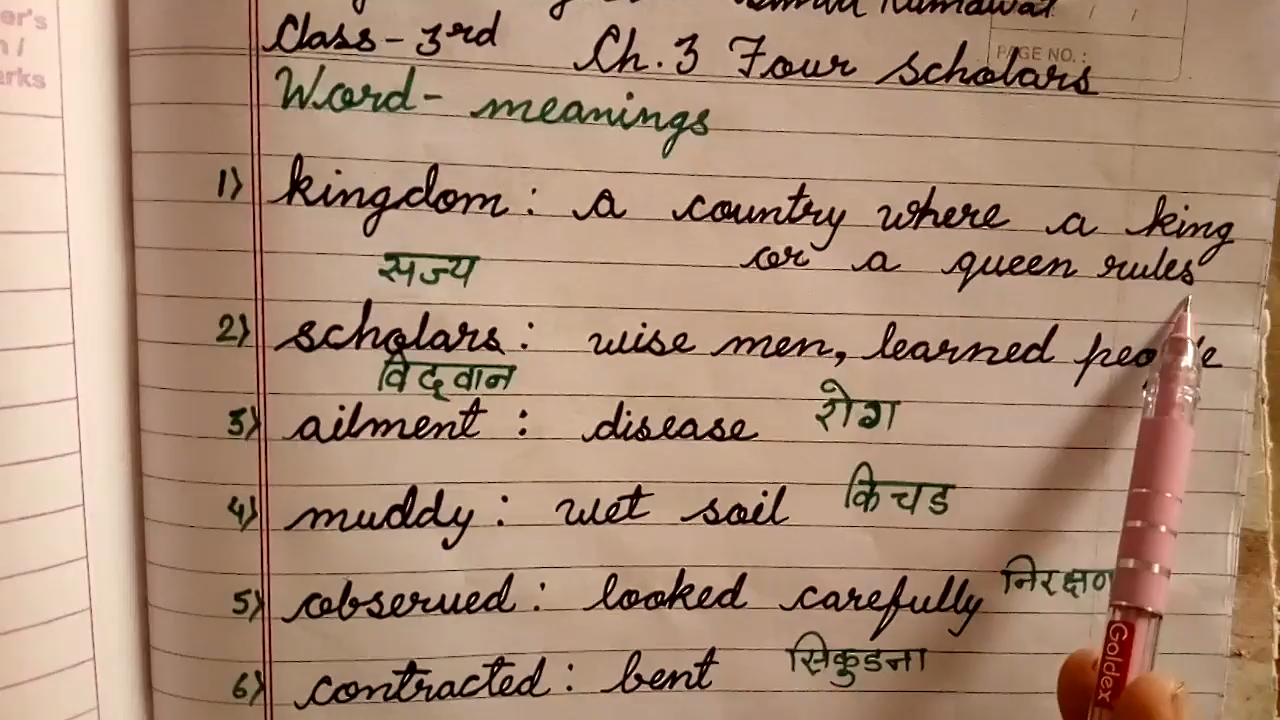 Class - 3rd Ch. 3 Four scholars
PAGE NO.:
Word - meanings
1) kingdom : a country where a king
or a queen rules
राज्य
2) scholars : wise men, learned people
विद्वान
3) ailment : disease रोग
4) muddy : wet soil किचड
5) observed : looked carefully निरक्षण
6) contracted : bent सिकुडना
Goldex